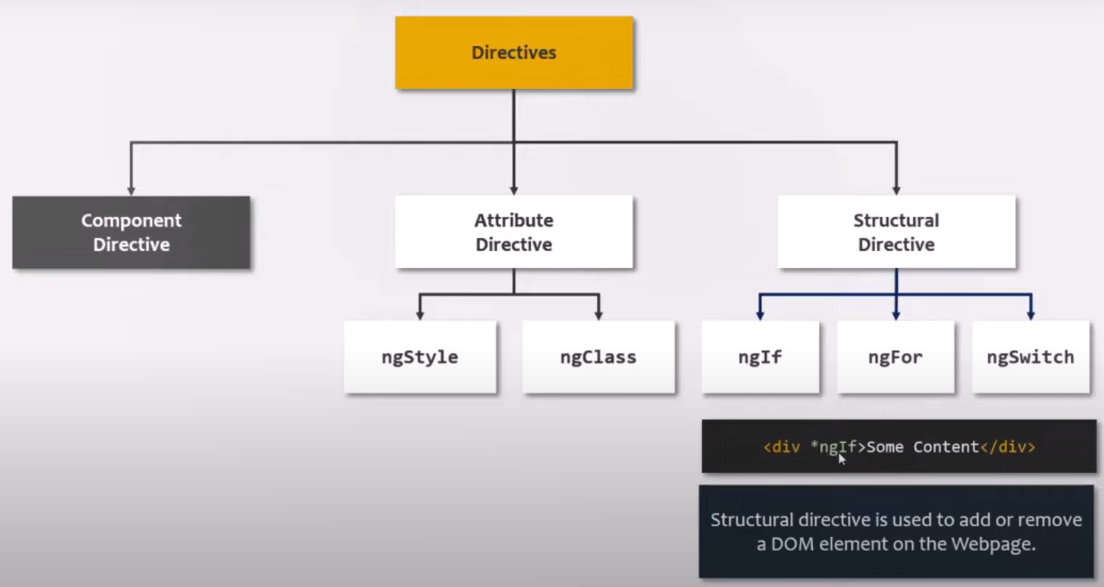 Directives
Component
Directive
Attribute
Directive
Structural
Directive
ngStyle
ngClass
ngIf
ngFor
ngSwitch
<div *ngIf>Some Content</div>
Structural directive is used to add or remove
a DOM element on the Webpage.